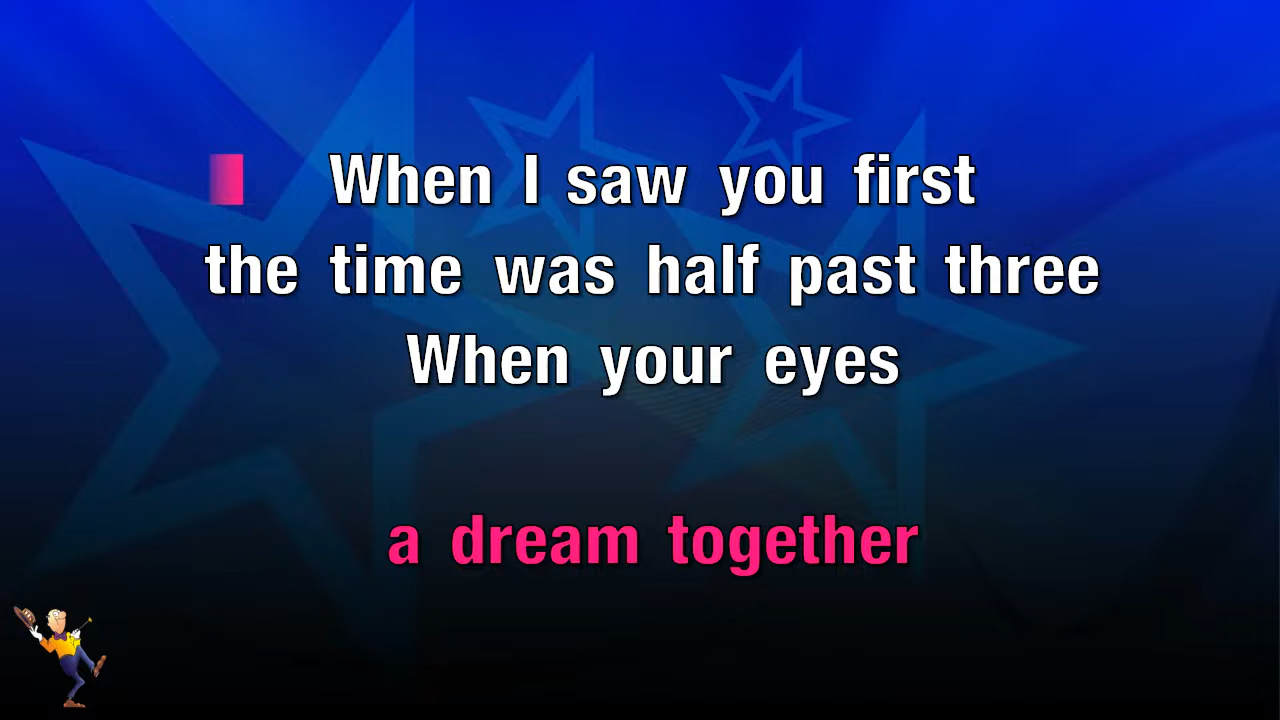 When I saw you first
the time was half past three
When your eyes
a dream together